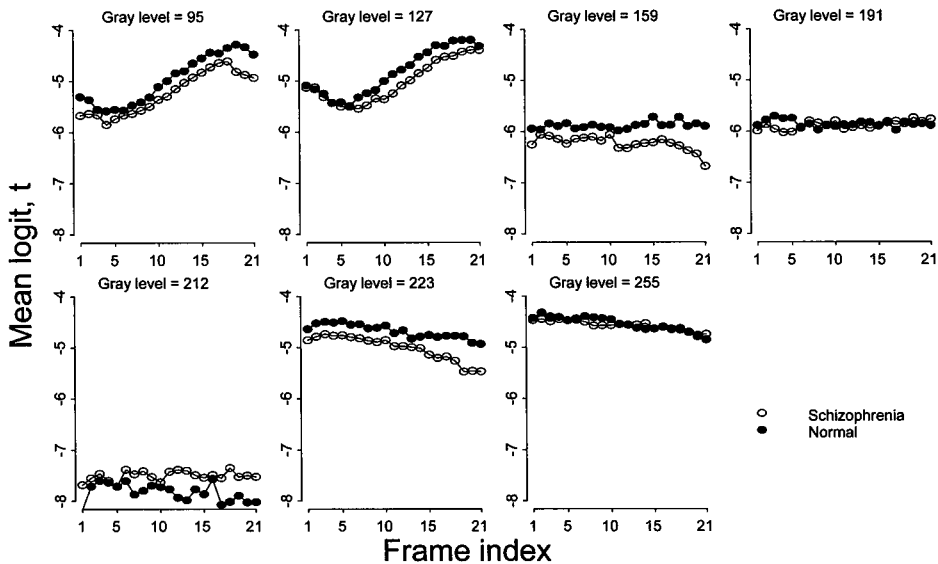 Gray level = 95
Gray level = 127
Gray level = 159
Gray level = 191
-4
-5
-6
-7
-8
-4
-5
-6
-7
-8
-4
-5
-6
-7
-8
-4
-5
-6
-7
-8
1 5 10 15 21
1 5 10 15 21
1 5 10 15 21
1 5 10 15 21
Mean logit, t
Gray level = 212
Gray level = 223
Gray level = 255
-4
-5
-6
-7
-8
-4
-5
-6
-7
-8
-4
-5
-6
-7
-8
Schizophrenia
Normal
1 5 10 15 21
1 5 10 15 21
1 5 10 15 21
Frame index